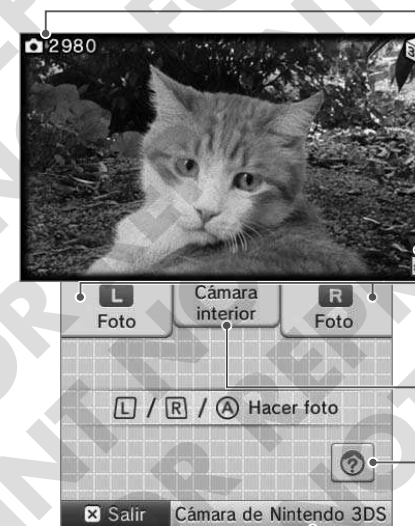 2980
L
Foto
Cámara
interior
R
Foto
L / R / A Hacer foto
?
X Salir
Cámara de Nintendo 3DS